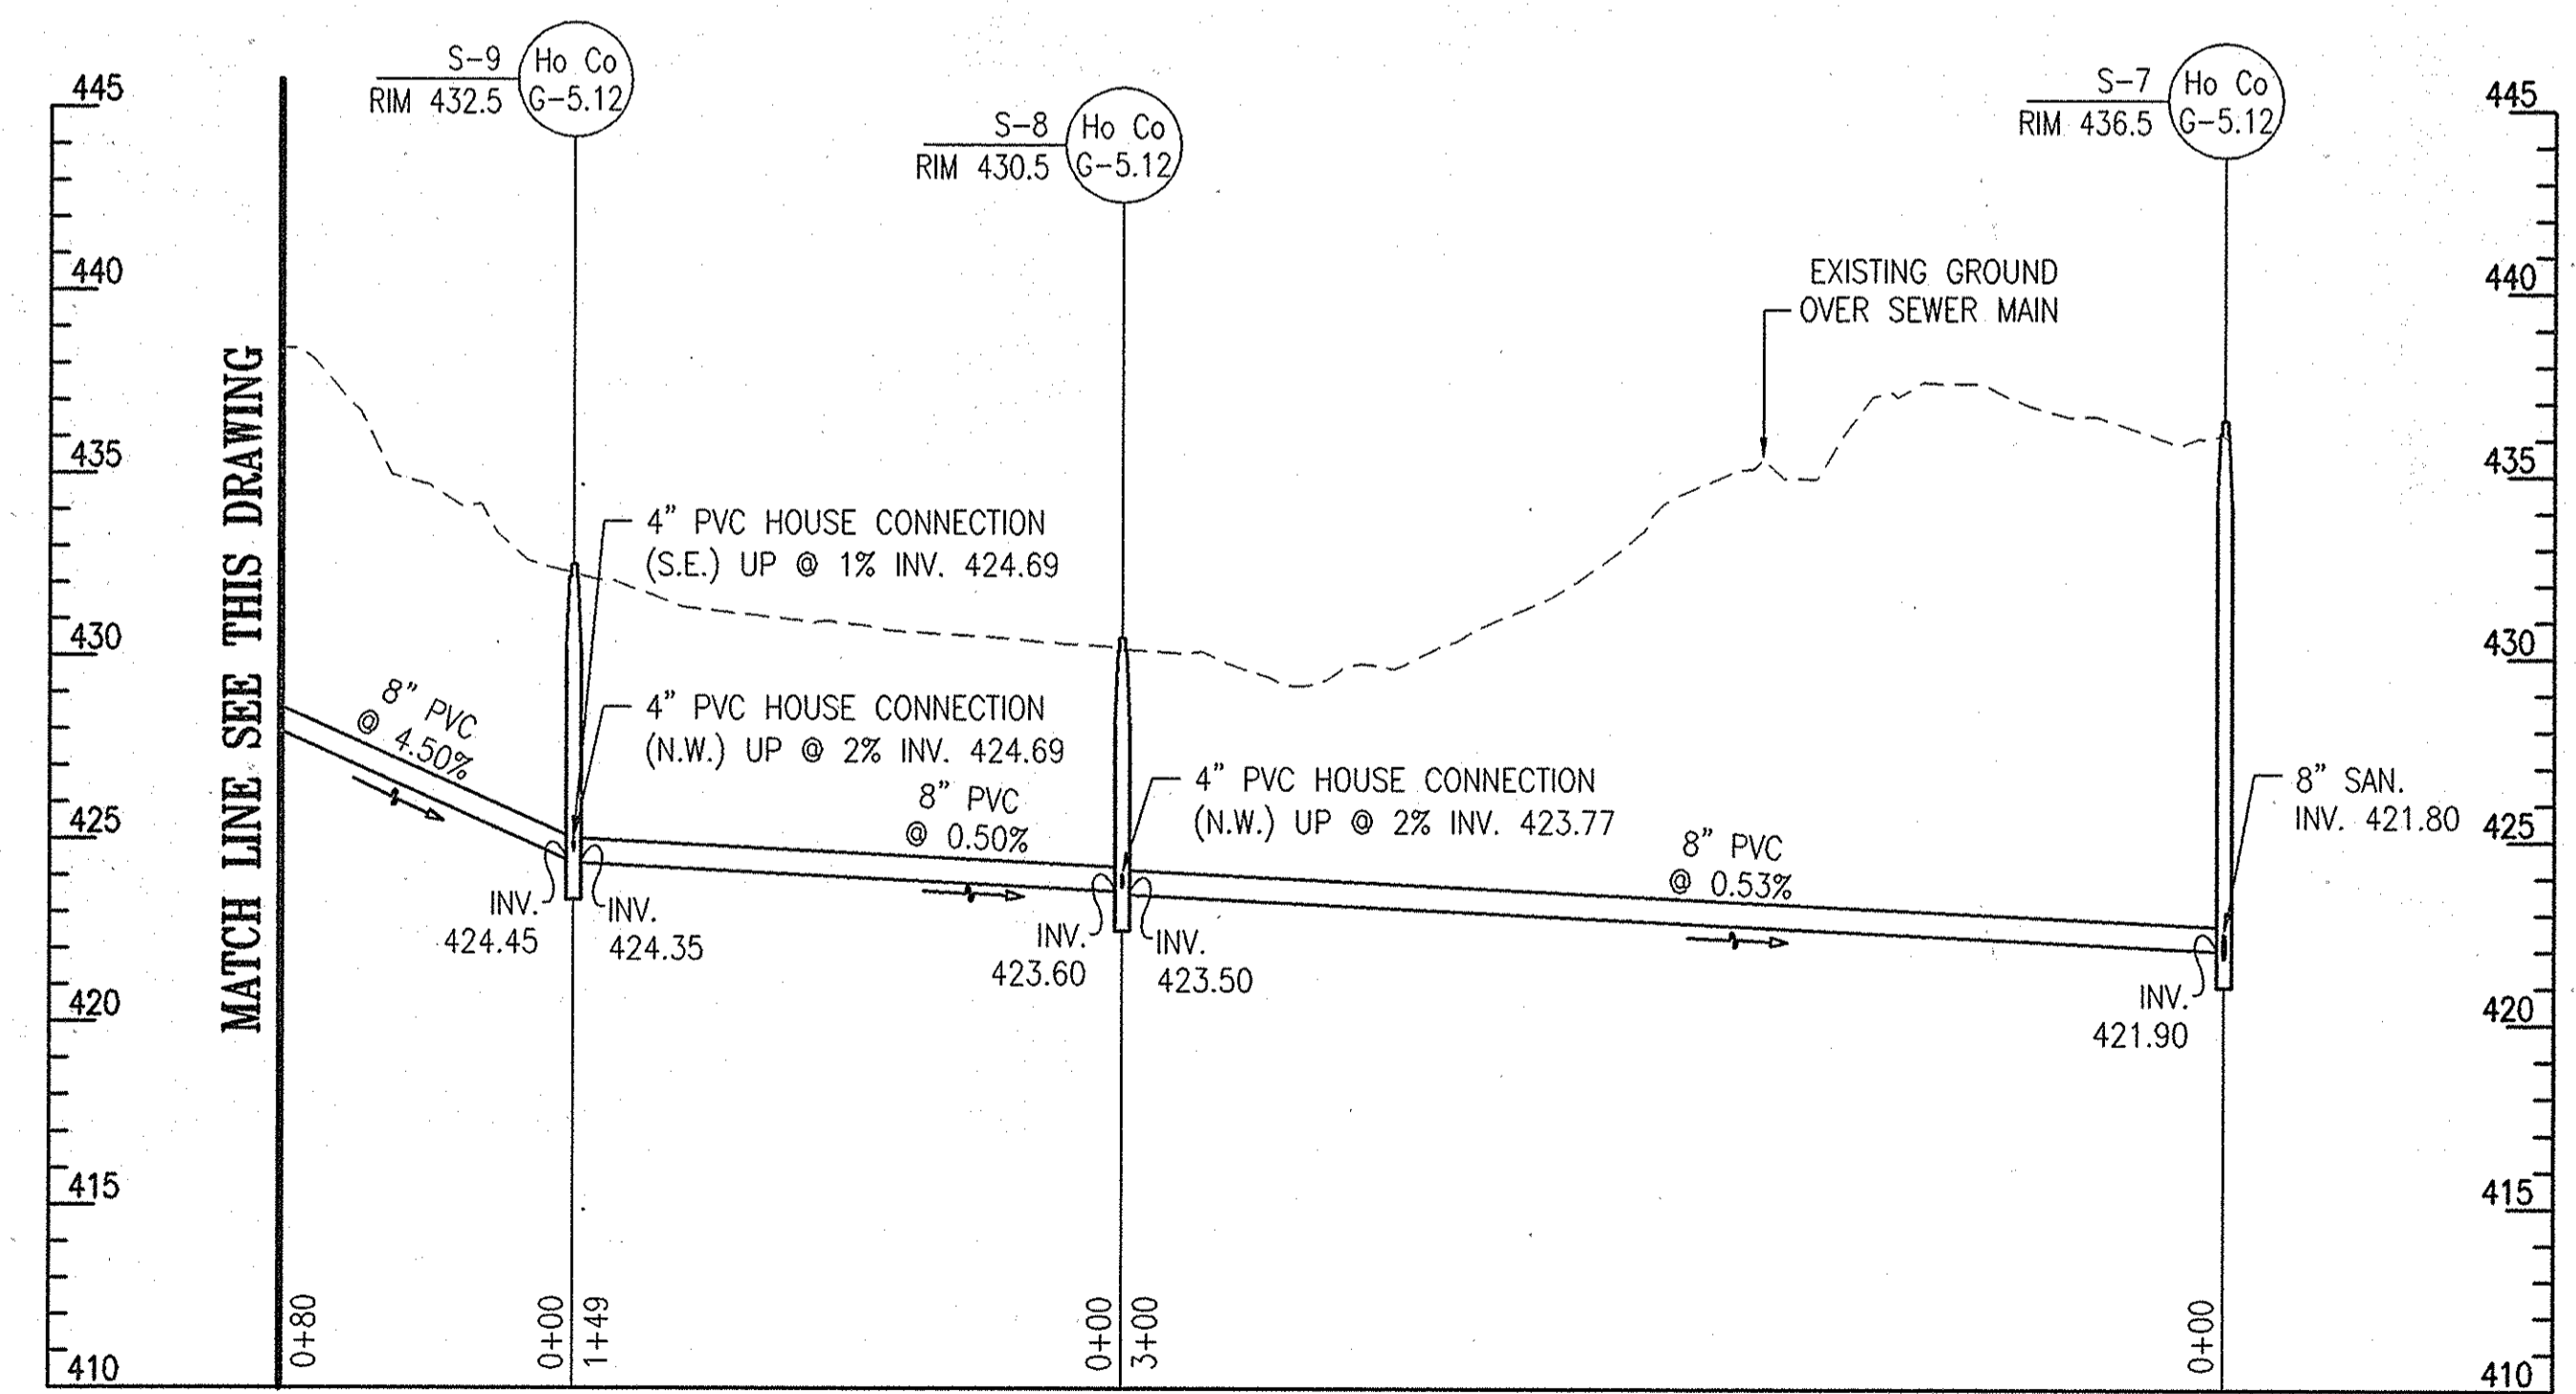 S-9
RIM 432.5
Ho Co
G-5.12
S-8
RIM 430.5
Ho Co
G-5.12
S-7
RIM 436.5
Ho Co
G-5.12
445
440
435
430
425
420
415
410
445
440
435
430
425
420
415
410
MATCH LINE SEE THIS DRAWING
EXISTING GROUND
OVER SEWER MAIN
4" PVC HOUSE CONNECTION
(S.E.) UP @ 1% INV. 424.69
4" PVC HOUSE CONNECTION
(N.W.) UP @ 2% INV. 424.69
8" PVC
@ 4.50%
8" PVC
@ 0.50%
4" PVC HOUSE CONNECTION
(N.W.) UP @ 2% INV. 423.77
8" PVC
@ 0.53%
8" SAN.
INV. 421.80
INV.
424.45
INV.
424.35
INV.
423.60
INV.
423.50
INV.
421.90
0+80
0+00
1+49
0+00
3+00
0+00